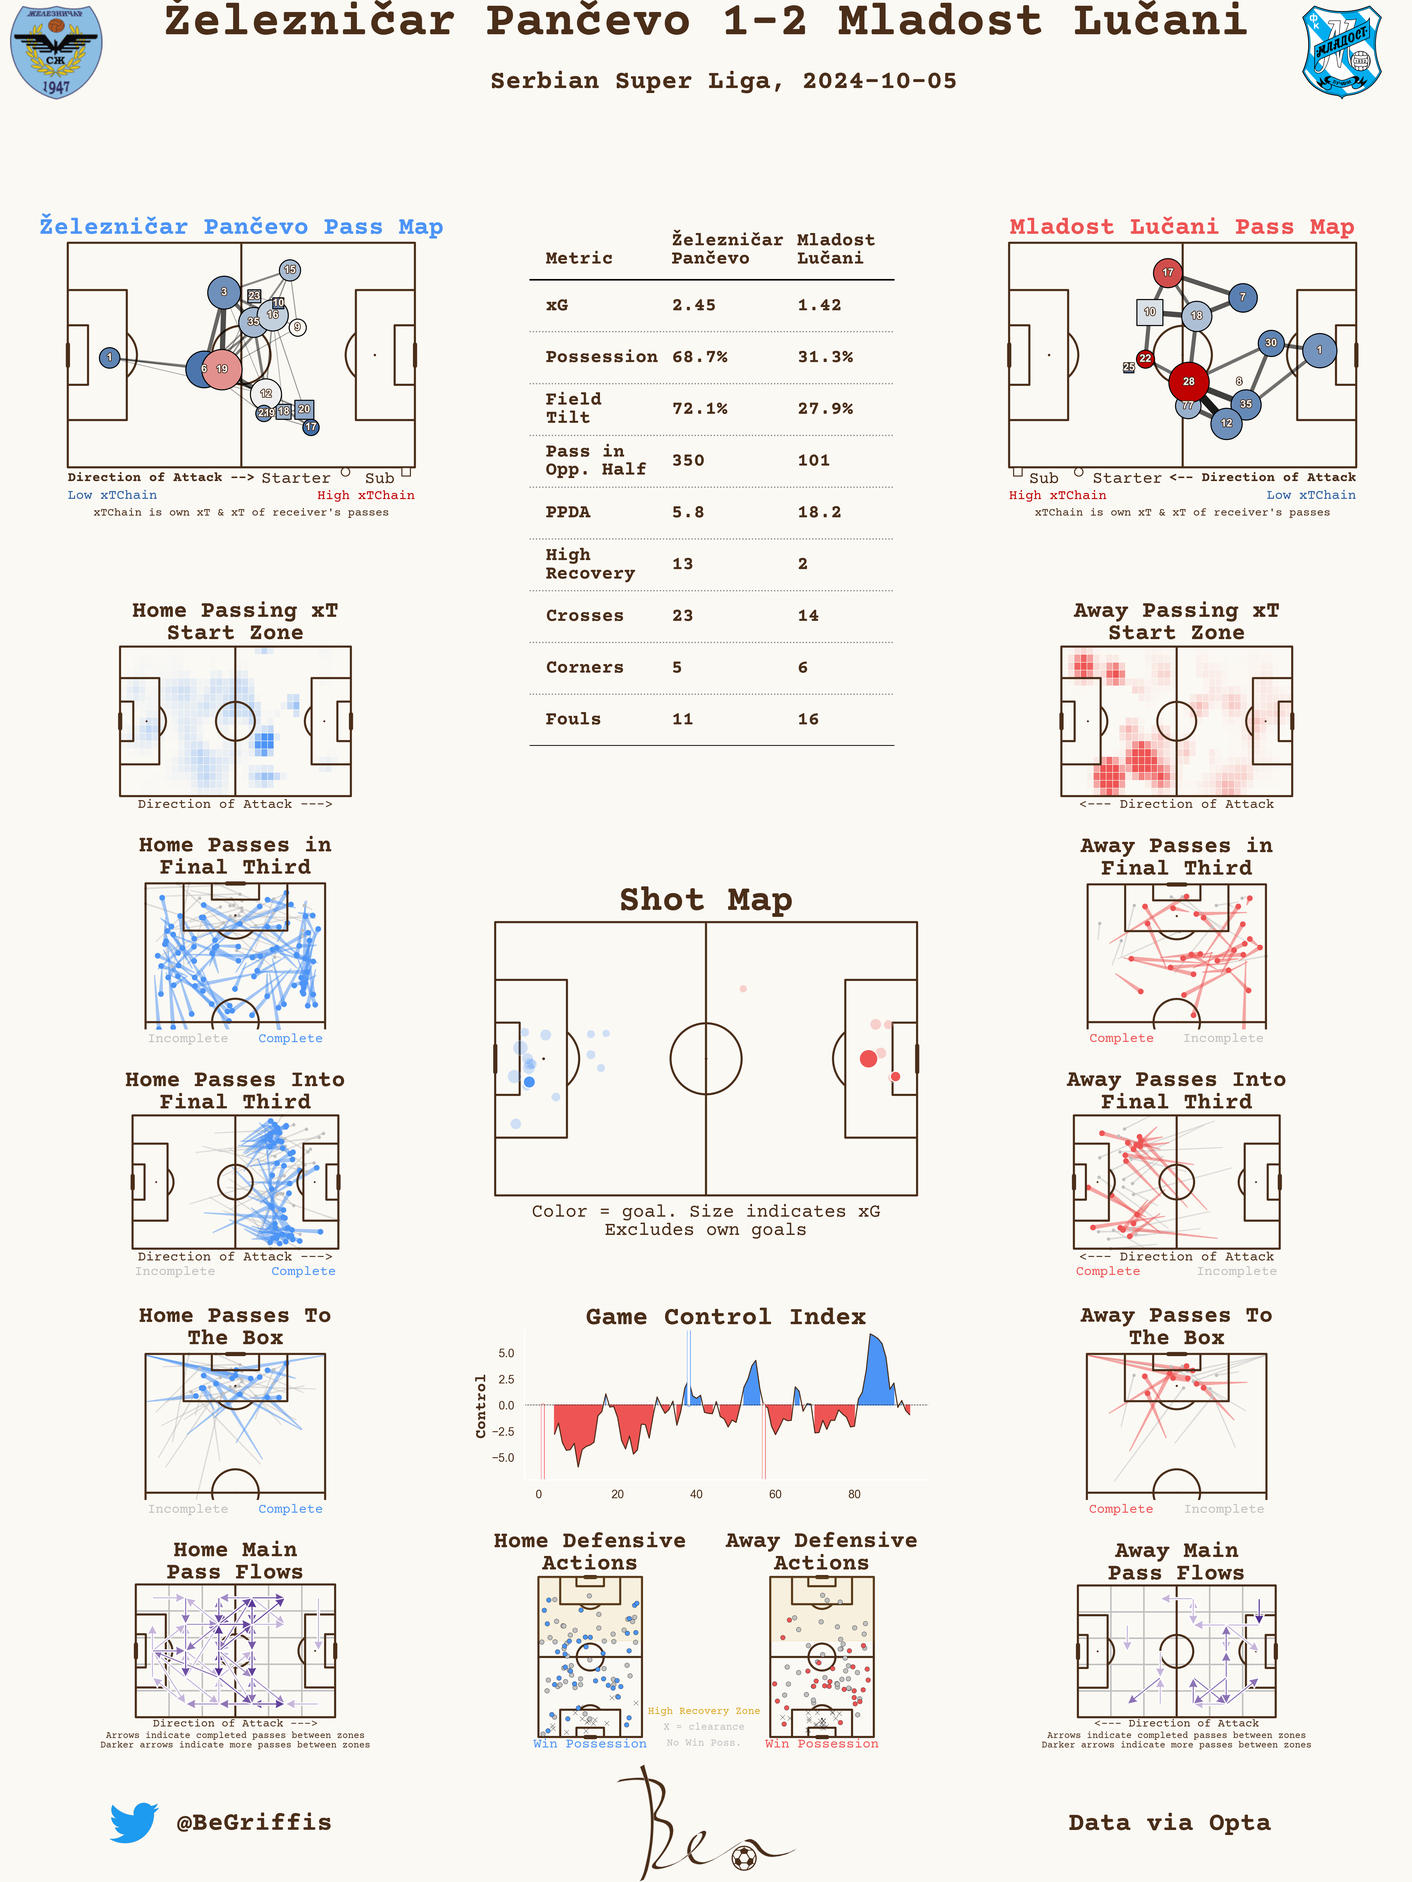 Železničar Pančevo 1-2 Mladost Lučani
Serbian Super Liga, 2024-10-05
ЖЕЛЕЗНИЧАР
СЖ
1947
ФК
МЛАДОСТ
Železničar Pančevo Pass Map
15
3
23
10
16
35
9
1
6
19
12
21
19
18
20
17
Direction of Attack --> Starter Sub
Low xTChain High xTChain
xTChain is own xT & xT of receiver's passes
Metric Železničar Pančevo Mladost Lučani
xG 2.45 1.42
Possession 68.7% 31.3%
Field Tilt 72.1% 27.9%
Pass in Opp. Half 350 101
PPDA 5.8 18.2
High Recovery 13 2
Crosses 23 14
Corners 5 6
Fouls 11 16
Mladost Lučani Pass Map
17
7
10
18
30
1
22
25
28
8
77
35
12
Sub Starter <-- Direction of Attack
High xTChain Low xTChain
xTChain is own xT & xT of receiver's passes
Home Passing xT
Start Zone
Direction of Attack --->
Away Passing xT
Start Zone
<--- Direction of Attack
Home Passes in
Final Third
Incomplete Complete
Away Passes in
Final Third
Complete Incomplete
Shot Map
Color = goal. Size indicates xG
Excludes own goals
Home Passes Into
Final Third
Direction of Attack --->
Incomplete Complete
Away Passes Into
Final Third
<--- Direction of Attack
Complete Incomplete
Home Passes To
The Box
Incomplete Complete
Game Control Index
Control
5.0
2.5
0.0
−2.5
−5.0
0 20 40 60 80
Away Passes To
The Box
Complete Incomplete
Home Main
Pass Flows
Direction of Attack --->
Arrows indicate completed passes between zones
Darker arrows indicate more passes between zones
Home Defensive
Actions
Win Possession
High Recovery Zone
X = clearance
No Win Poss.
Away Defensive
Actions
Win Possession
Away Main
Pass Flows
<--- Direction of Attack
Arrows indicate completed passes between zones
Darker arrows indicate more passes between zones
@BeGriffis
Ben
Data via Opta